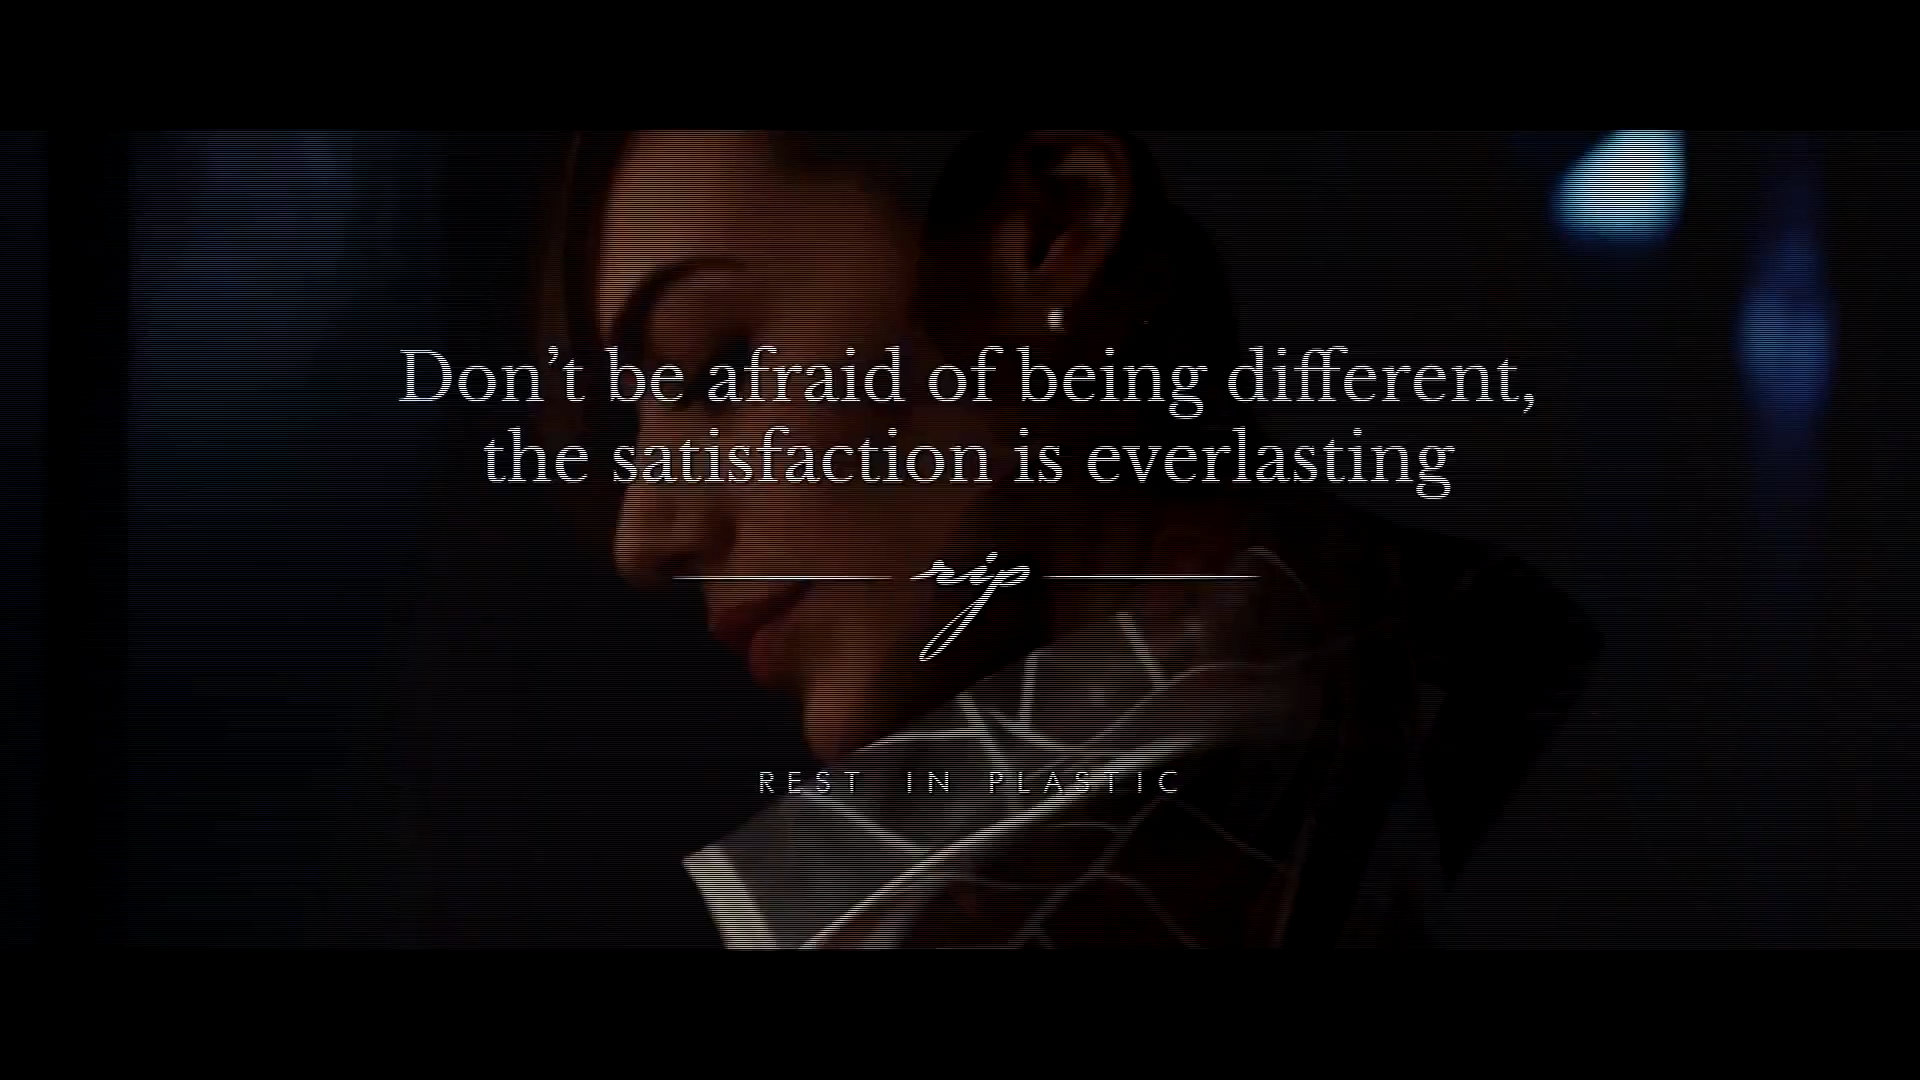 Don’t be afraid of being different,
the satisfaction is everlasting
rip
REST IN PLASTIC